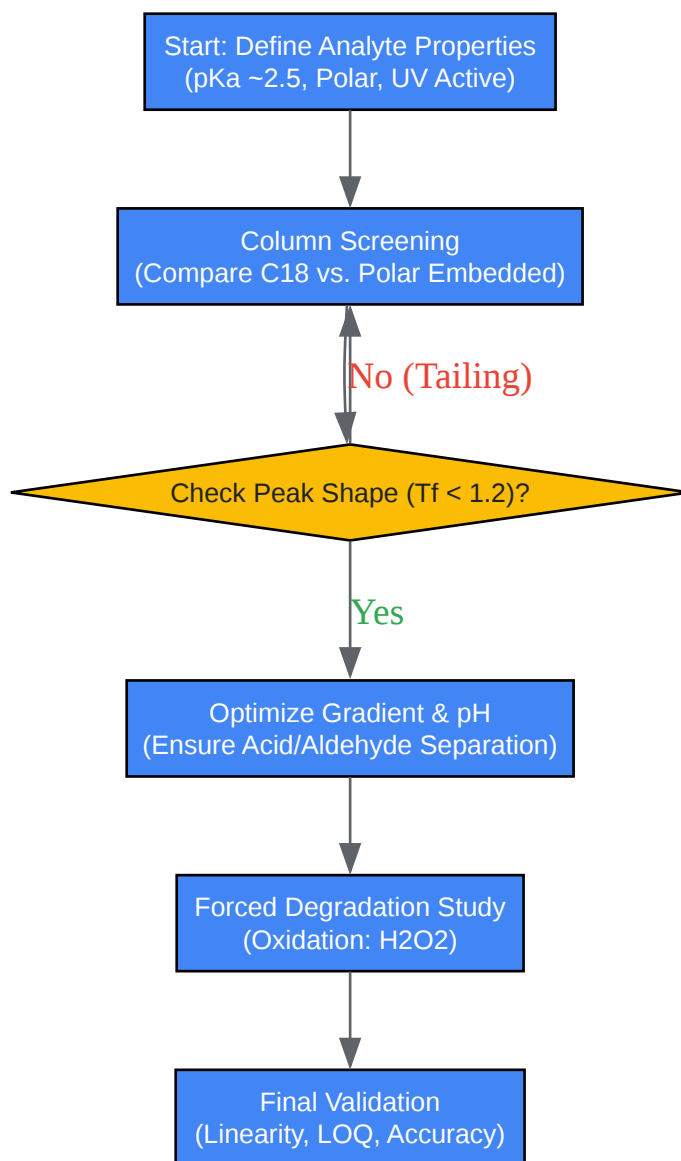 Start: Define Analyte Properties
(pKa ~2.5, Polar, UV Active)
Column Screening
(Compare C18 vs. Polar Embedded)
No (Tailing)
Check Peak Shape (Tf < 1.2)?
Yes
Optimize Gradient & pH
(Ensure Acid/Aldehyde Separation)
Forced Degradation Study
(Oxidation: H2O2)
Final Validation
(Linearity, LOQ, Accuracy)